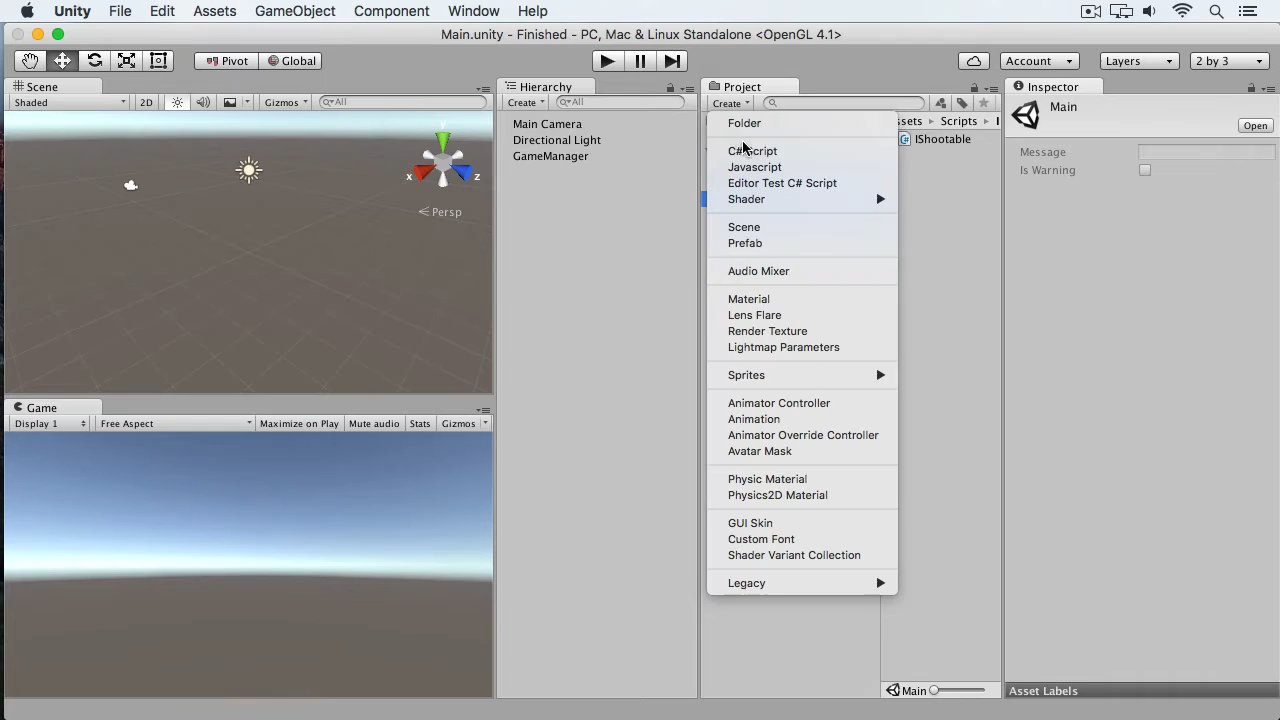 Unity File Edit Assets GameObject Component Window Help
Main.unity - Finished - PC, Mac & Linux Standalone <OpenGL 4.1>
Pivot Global Account Layers 2 by 3
Scene
Shaded 2D Gizmos All
x z
Persp
Game
Display 1 Free Aspect Maximize on Play Mute audio Stats Gizmos
Hierarchy
Create All
Main Camera
Directional Light
GameManager
Project
Create
Folder
C# Script
Javascript
Editor Test C# Script
Shader
Scene
Prefab
Audio Mixer
Material
Lens Flare
Render Texture
Lightmap Parameters
Sprites
Animator Controller
Animation
Animator Override Controller
Avatar Mask
Physic Material
Physics2D Material
GUI Skin
Custom Font
Shader Variant Collection
Legacy
ssets Scripts I
IShootable
Main
Inspector
Main
Open
Message
Is Warning
Asset Labels